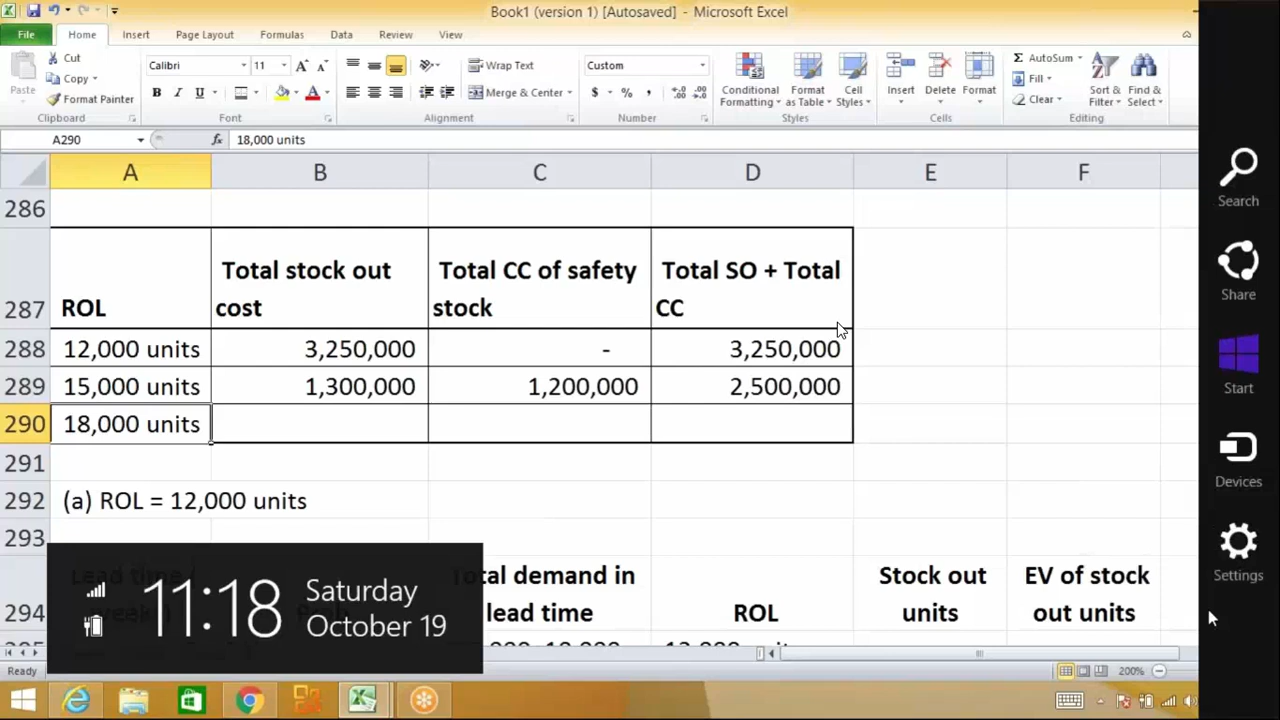 Book1 (version 1) [Autosaved] - Microsoft Excel
File Home Insert Page Layout Formulas Data Review View
Cut
Copy
Format Painter
Paste
Clipboard
Calibri 11
B I U
Font
Wrap Text
Merge & Center
Alignment
Custom
$ % ,
Number
Conditional Formatting
Format as Table
Cell Styles
Styles
Insert Delete Format
Cells
AutoSum
Fill
Clear
Sort & Filter
Find & Select
Editing
A290 fx 18,000 units
A B C D E F
286
287 ROL Total stock out cost Total CC of safety stock Total SO + Total CC
288 12,000 units 3,250,000 - 3,250,000
289 15,000 units 1,300,000 1,200,000 2,500,000
290 18,000 units
291
292 (a) ROL = 12,000 units
293
294 Total demand in lead time ROL Stock out units EV of stock out units
11:18 Saturday October 19
Ready 200%
Search
Share
Start
Devices
Settings